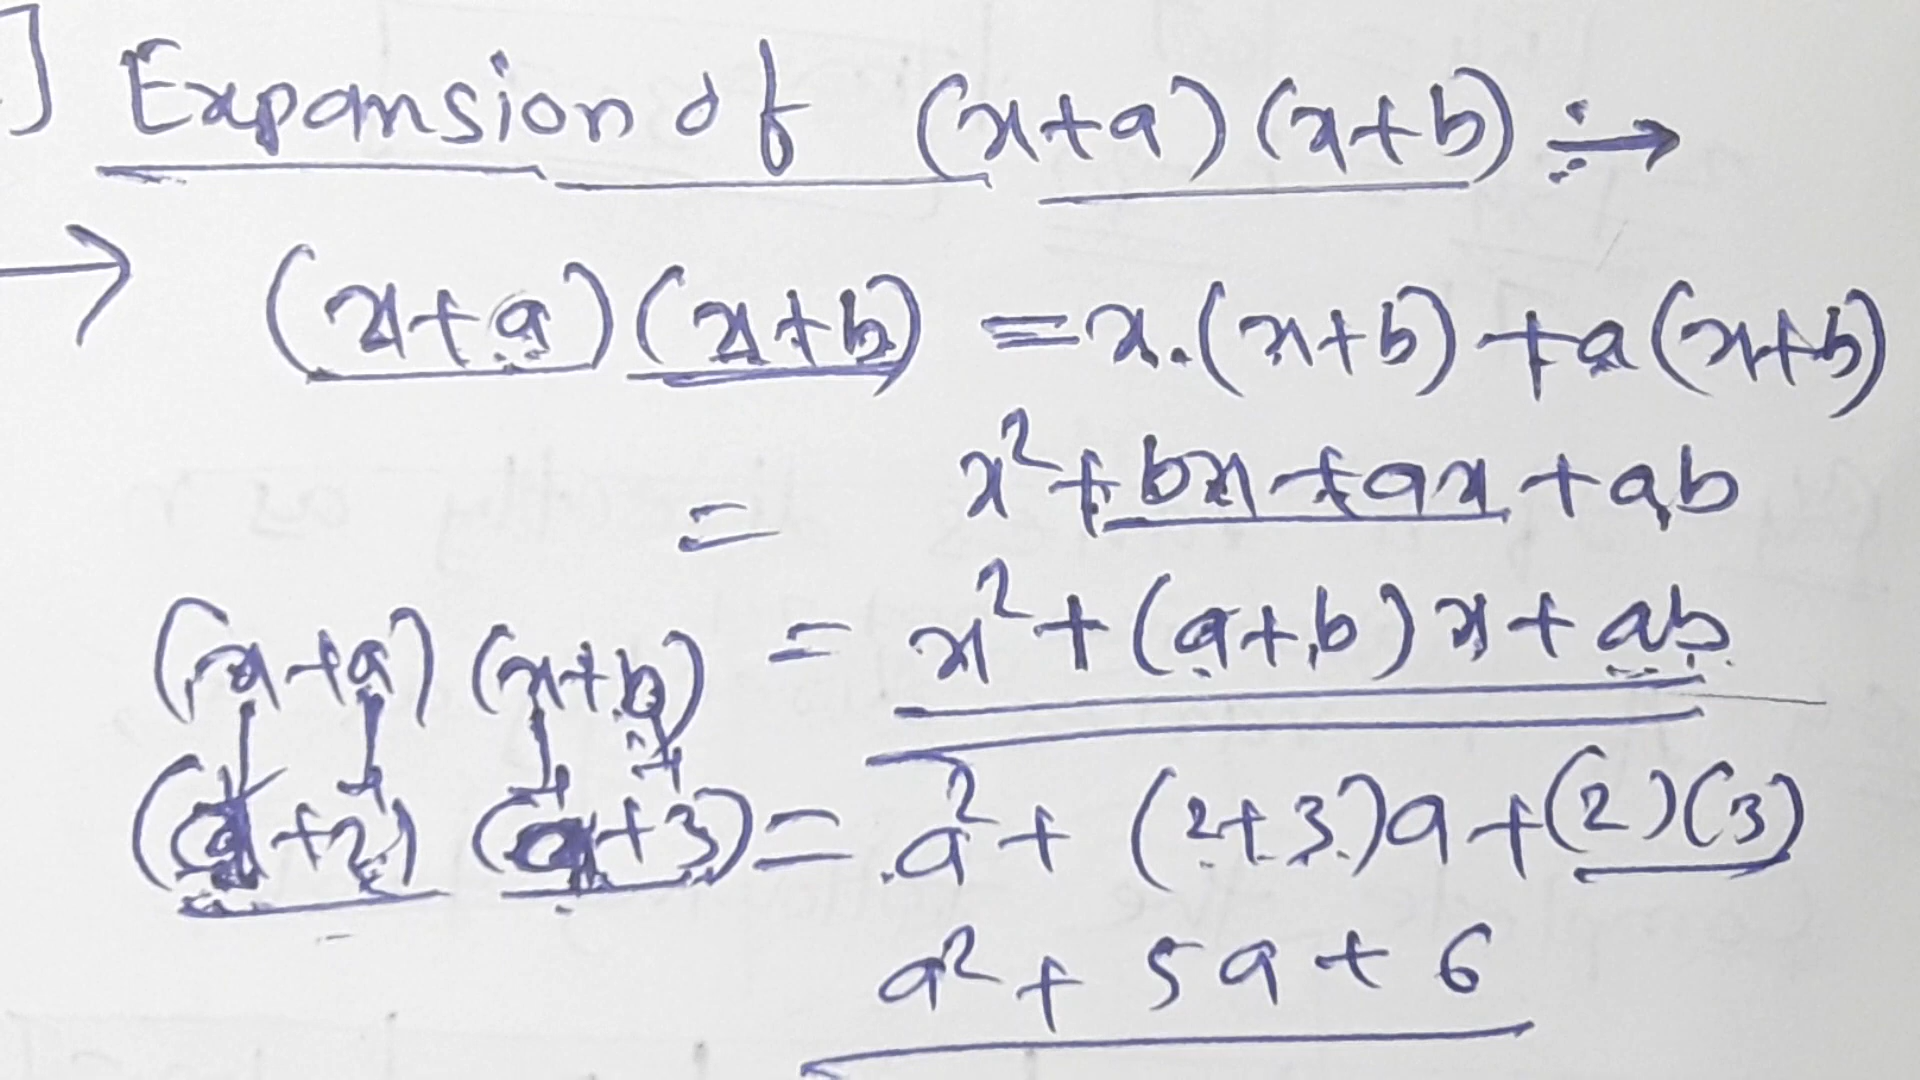 ] Expansion of (x+a) (x+b) ÷→
→ (x+a) (x+b) = x.(x+b) + a(x+b)
= x² + bx + ax + ab
(x+a) (x+b) = x² + (a+b) x + ab
(a+2) (a+3) = a² + (2+3)a + (2)(3)
a² + 5a + 6